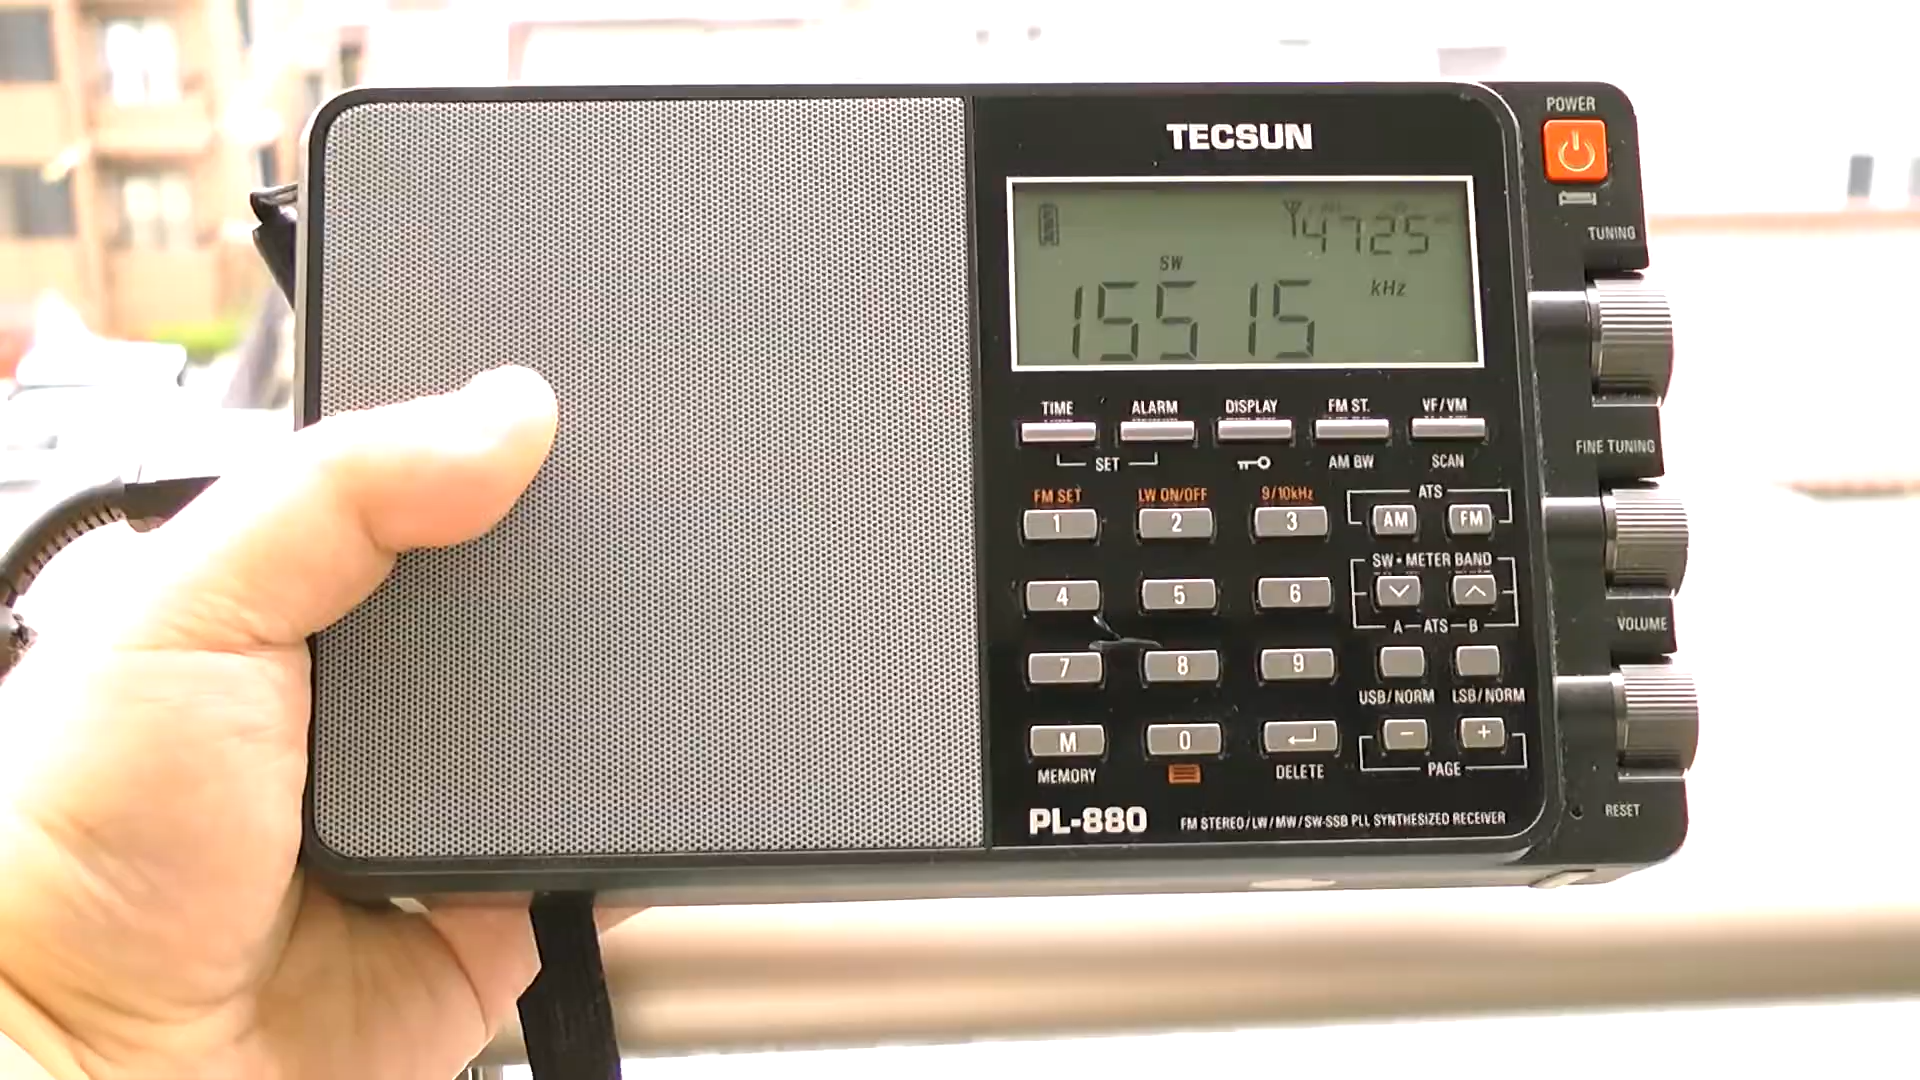 POWER
TECSUN
4725
TUNING
SW
15515 kHz
TIME ALARM DISPLAY FM ST. VF/VM
FINE TUNING
SET AM BW SCAN
FM SET LW ON/OFF 9/10kHz ATS
1 2 3 AM FM
SW•METER BAND
4 5 6
A ATS B
VOLUME
7 8 9
USB/NORM LSB/NORM
M 0 − +
MEMORY DELETE PAGE
RESET
PL-880 FM STEREO/LW/MW/SW-SSB PLL SYNTHESIZED RECEIVER